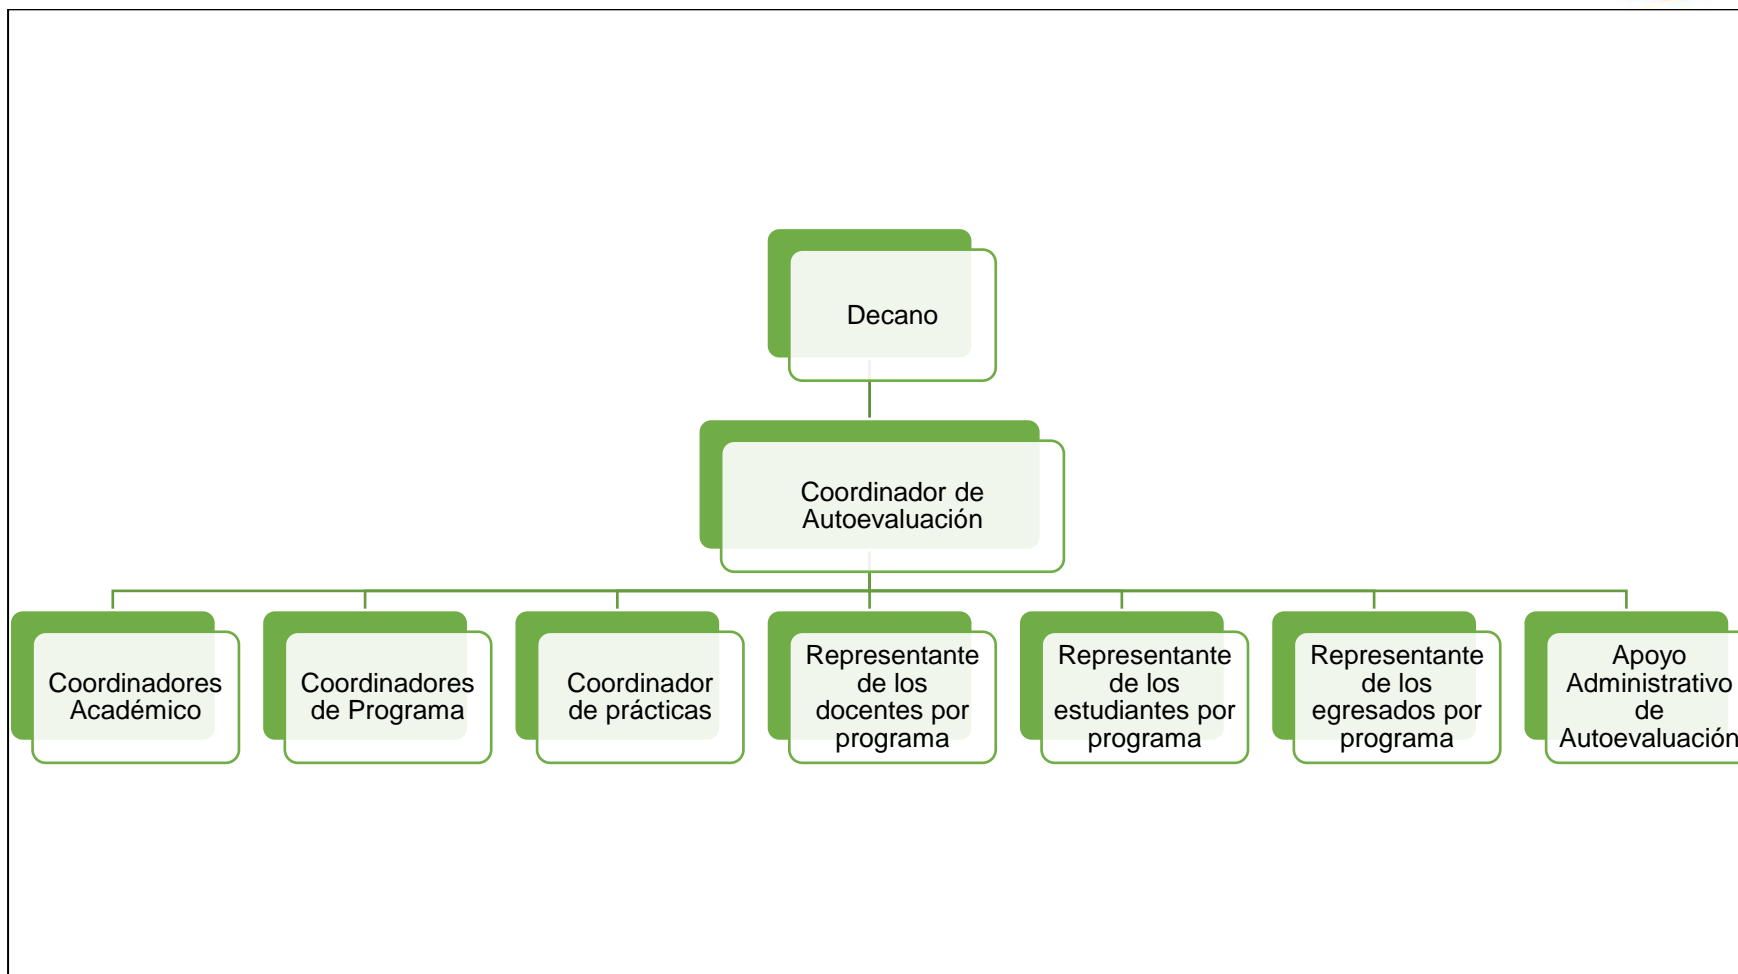 Decano
Coordinador de
Autoevaluación
Coordinadores
Académico
Coordinadores
de Programa
Coordinador
de prácticas
Representante
de los
docentes por
programa
Representante
de los
estudiantes por
programa
Representante
de los
egresados por
programa
Apoyo
Administrativo
de
Autoevaluación